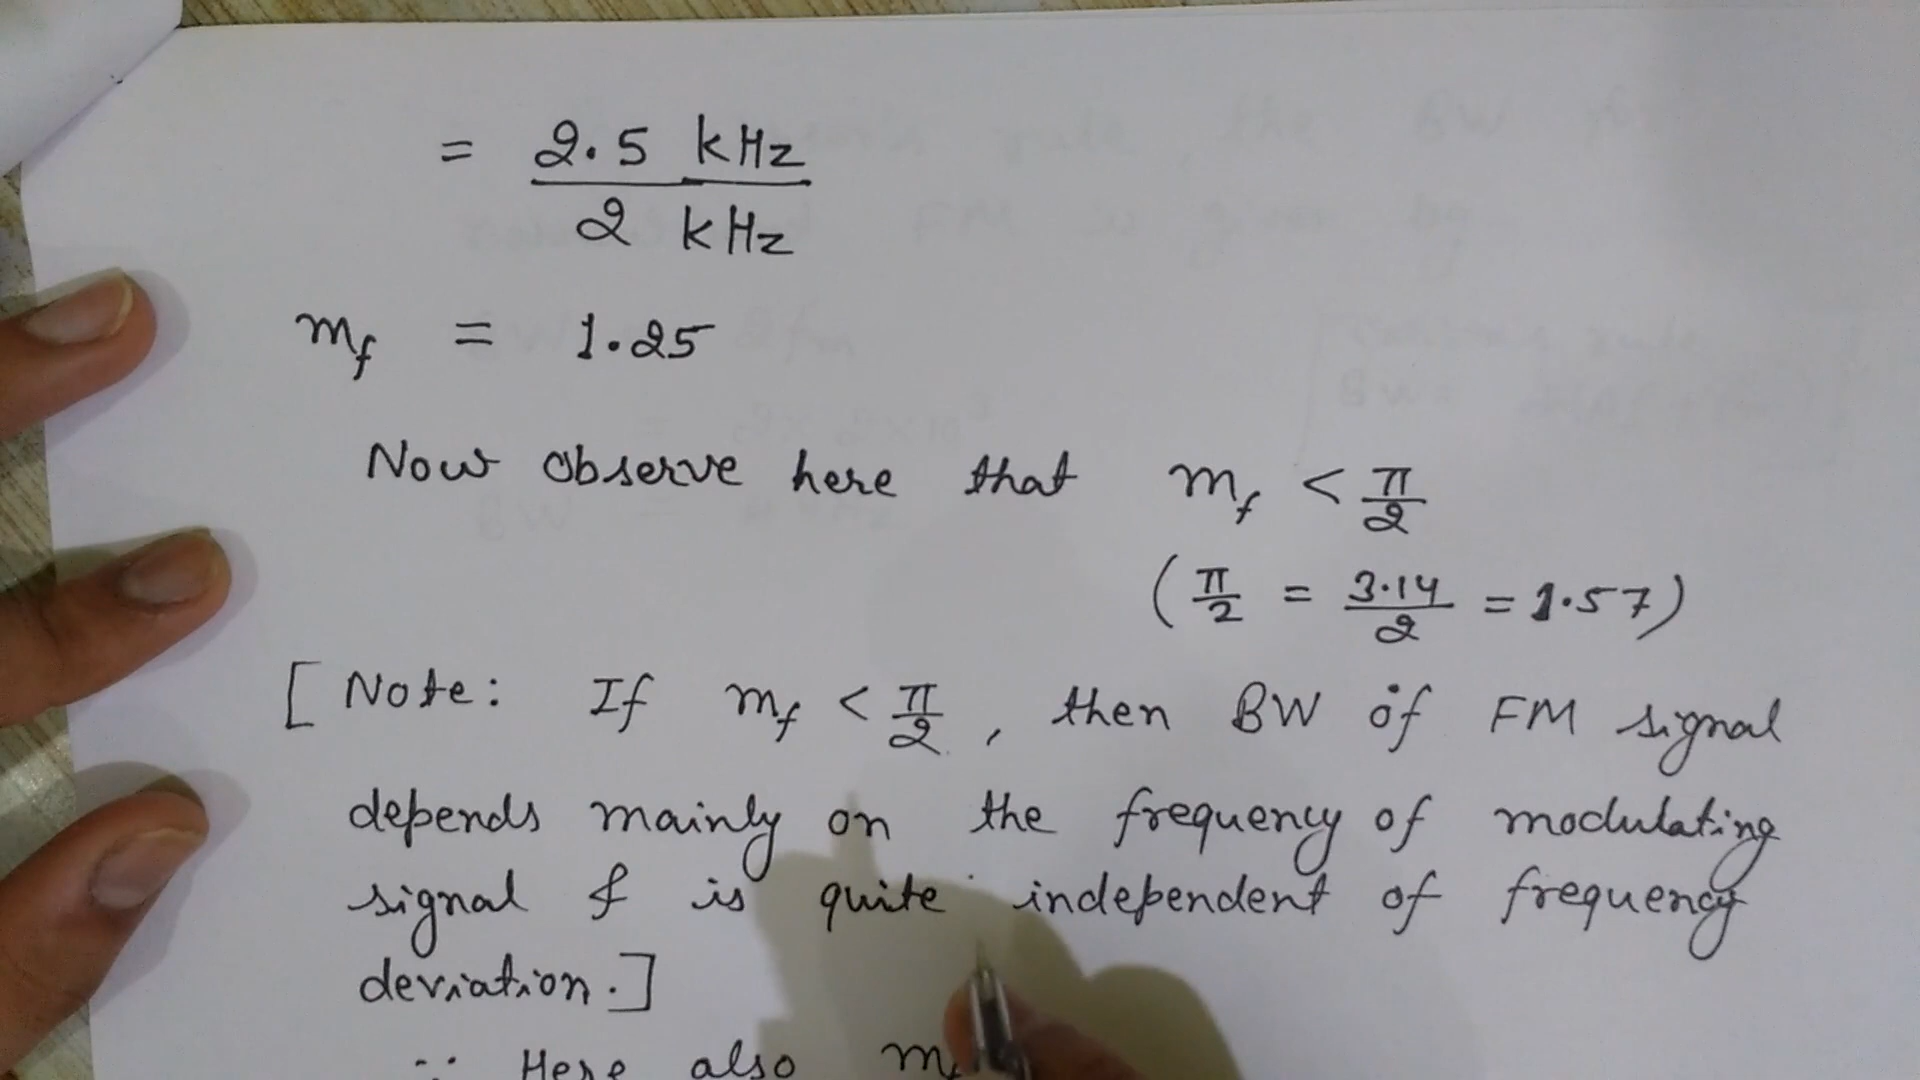 = 2.5 kHz / 2 kHz
m_f = 1.25
Now observe here that m_f < π/2
(π/2 = 3.14/2 = 1.57)
[Note: If m_f < π/2, then BW of FM signal
depends mainly on the frequency of modulating
signal & is quite independent of frequency
deviation.]
∵ Here also m